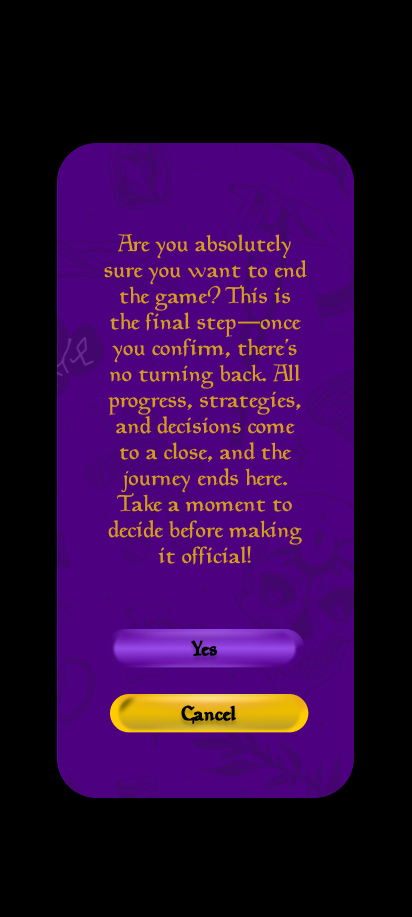 Are you absolutely
sure you want to end
the game? This is
the final step—once
you confirm, there's
no turning back. All
progress, strategies,
and decisions come
to a close, and the
journey ends here.
Take a moment to
decide before making
it official!
Yes
Cancel